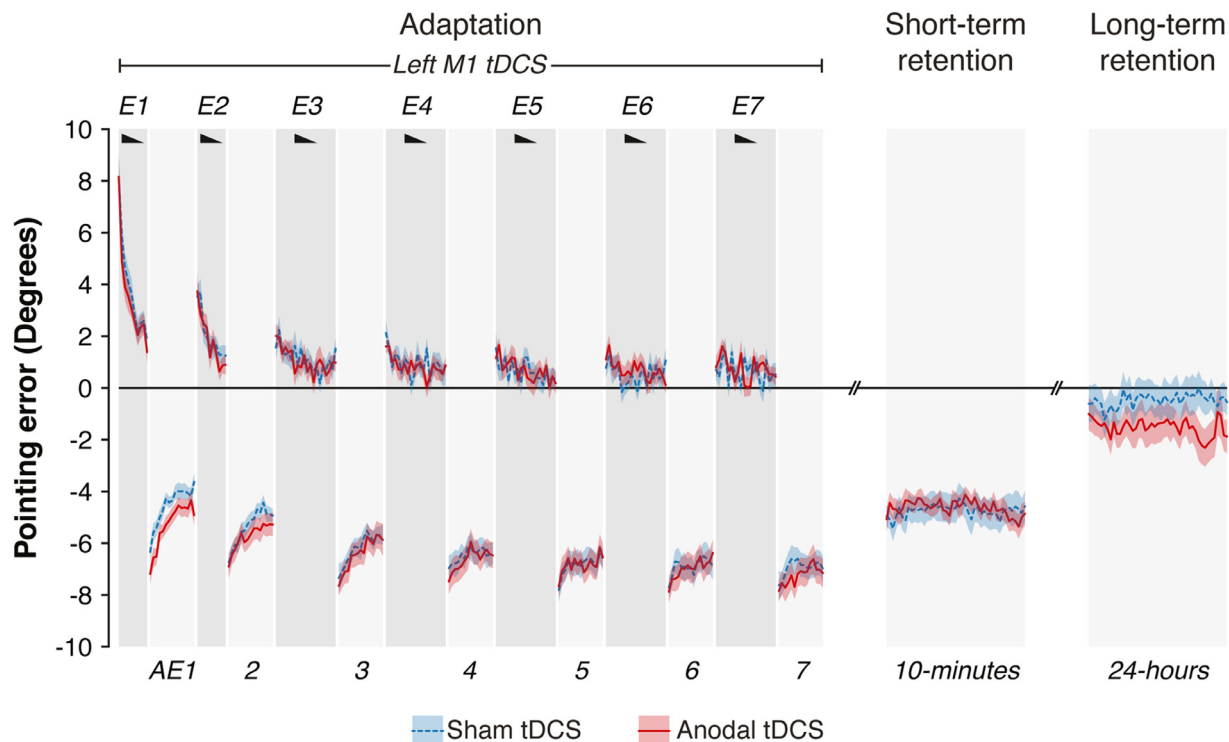 Adaptation
Short-term
retention
Long-term
retention
Left M1 tDCS
E1 E2 E3 E4 E5 E6 E7
10
8
6
4
2
0
-2
-4
-6
-8
-10
Pointing error (Degrees)
AE1 2 3 4 5 6 7 10-minutes 24-hours
Sham tDCS Anodal tDCS